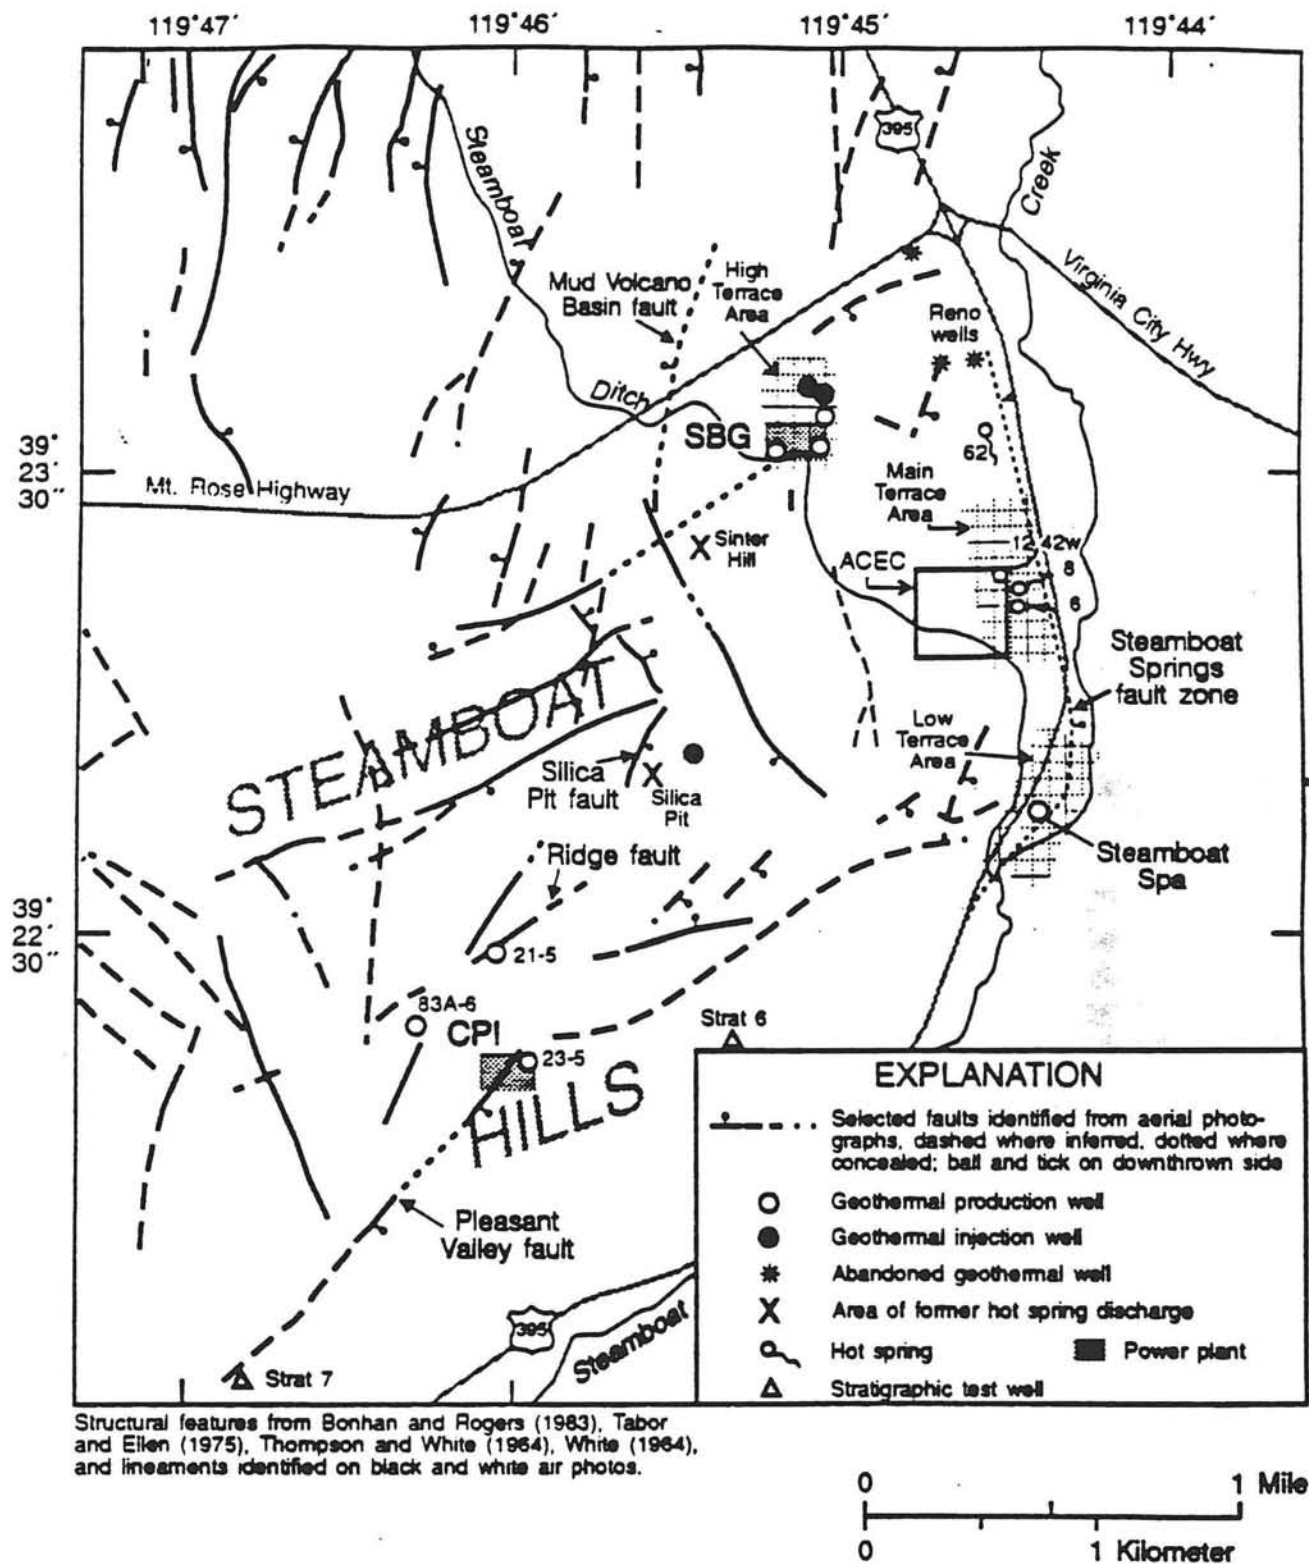 119°47′
119°46′
119°45′
119°44′
395
Steamboat
Creek
Virginia City Hwy
Mud Volcano
Basin fault
High
Terrace
Area
Reno
wells
Ditch
SBG
62
39°
23′
30″
Mt. Rose Highway
Main
Terrace
Area
Sinter
Hill
12 42w
ACEC
8
6
Steamboat
Springs
fault zone
STEAMBOAT
Low
Terrace
Area
Silica
Pit fault
Silica
Pit
Ridge fault
Steamboat
Spa
39°
22′
30″
21-5
83A-6
CPI
Strat 6
23-5
HILLS
Pleasant
Valley fault
395
Steamboat
Strat 7
EXPLANATION
Selected faults identified from aerial photo-
graphs, dashed where inferred, dotted where
concealed; ball and tick on downthrown side
Geothermal production well
Geothermal injection well
Abandoned geothermal well
Area of former hot spring discharge
Hot spring
Power plant
Stratigraphic test well
Structural features from Bonhan and Rogers (1983), Tabor
and Ellen (1975), Thompson and White (1964), White (1964),
and lineaments identified on black and white air photos.
0 1 Mile
0 1 Kilometer